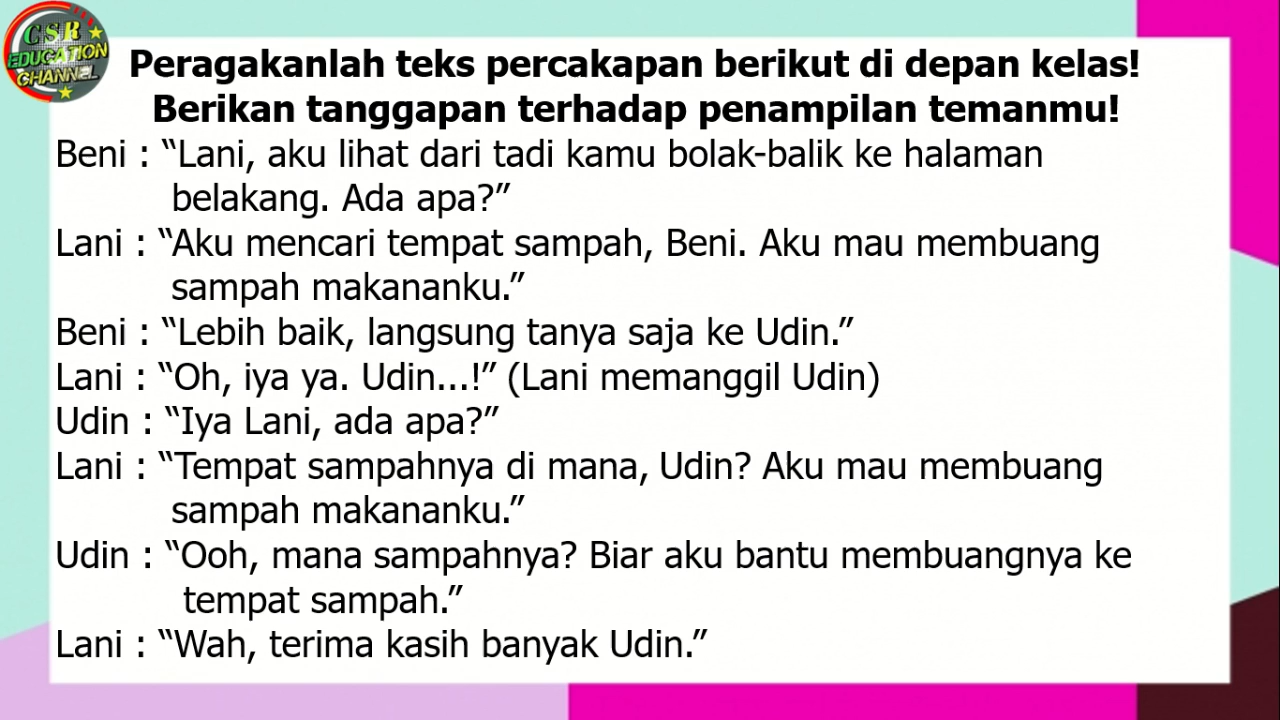 CSR
EDUCATION
CHANNEL
Peragakanlah teks percakapan berikut di depan kelas!
Berikan tanggapan terhadap penampilan temanmu!
Beni : “Lani, aku lihat dari tadi kamu bolak-balik ke halaman
belakang. Ada apa?”
Lani : “Aku mencari tempat sampah, Beni. Aku mau membuang
sampah makananku.”
Beni : “Lebih baik, langsung tanya saja ke Udin.”
Lani : “Oh, iya ya. Udin...!” (Lani memanggil Udin)
Udin : “Iya Lani, ada apa?”
Lani : “Tempat sampahnya di mana, Udin? Aku mau membuang
sampah makananku.”
Udin : “Ooh, mana sampahnya? Biar aku bantu membuangnya ke
tempat sampah.”
Lani : “Wah, terima kasih banyak Udin.”